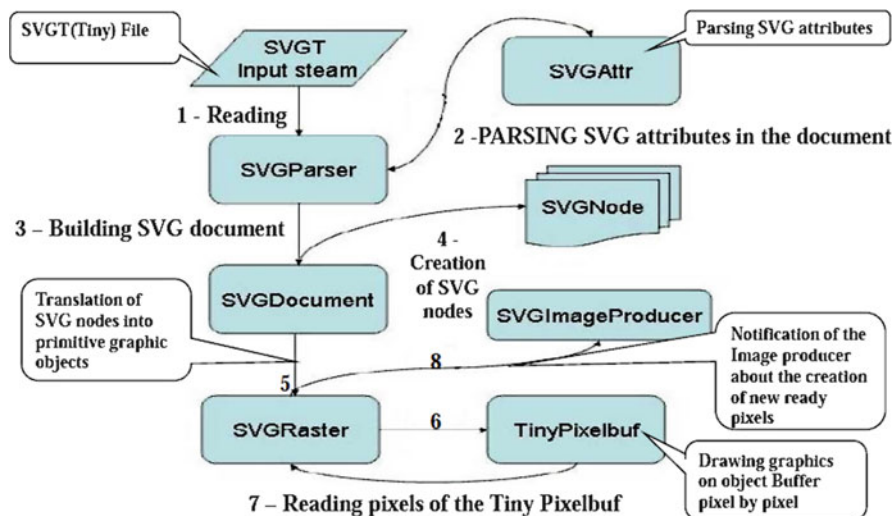 SVGT(Tiny) File
SVGT
Input steam
Parsing SVG attributes
SVGAttr
1 - Reading
2 -PARSING SVG attributes in the document
SVGParser
SVGNode
3 – Building SVG document
4 -
Creation
of SVG
nodes
SVGDocument
Translation of
SVG nodes into
primitive graphic
objects
SVGImageProducer
Notification of the
Image producer
about the creation
of new ready
pixels
8
5
SVGRaster
6
TinyPixelbuf
Drawing graphics
on object Buffer
pixel by pixel
7 – Reading pixels of the Tiny Pixelbuf